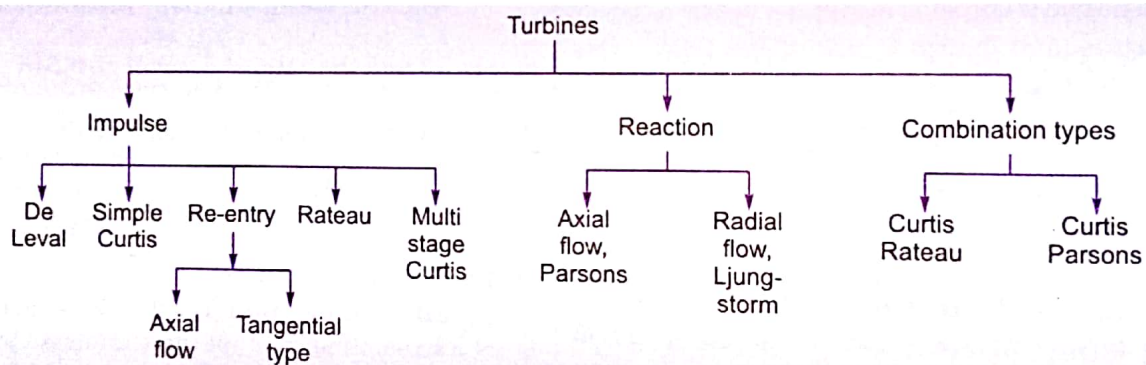 Turbines
Impulse
Reaction
Combination types
De
Leval
Simple
Curtis
Re-entry
Rateau
Multi
stage
Curtis
Axial
flow,
Parsons
Radial
flow,
Ljung-
storm
Curtis
Rateau
Curtis
Parsons
Axial
flow
Tangential
type